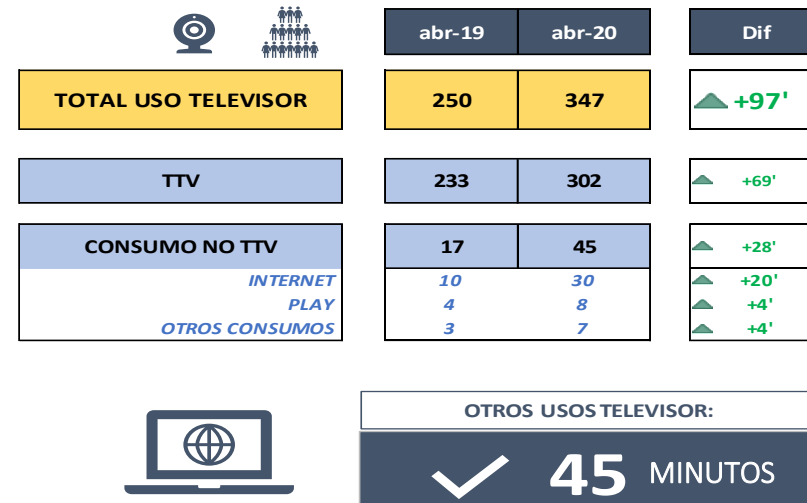 abr-19 abr-20 Dif
TOTAL USO TELEVISOR 250 347 +97'
TTV 233 302 +69'
CONSUMO NO TTV 17 45 +28'
INTERNET 10 30 +20'
PLAY 4 8 +4'
OTROS CONSUMOS 3 7 +4'
OTROS USOS TELEVISOR:
45 MINUTOS